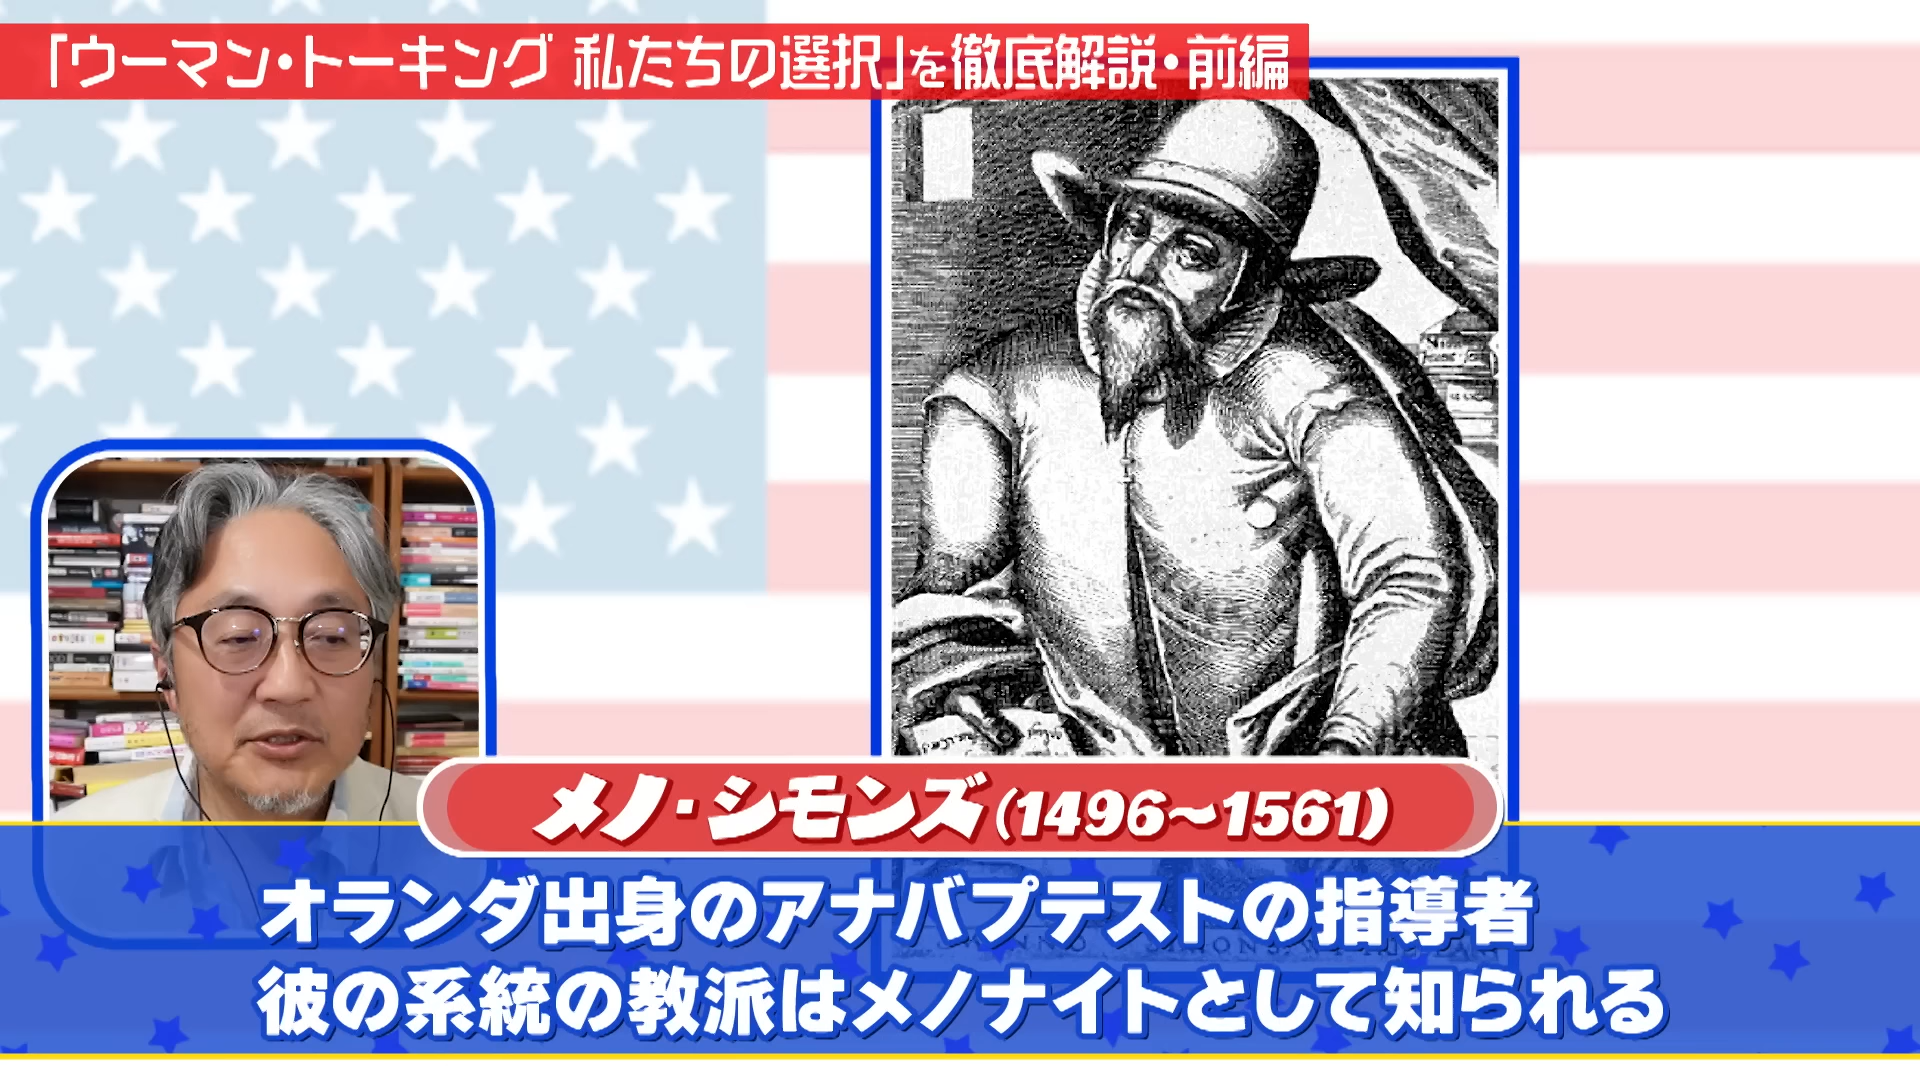 「ウーマン・トーキング 私たちの選択」を徹底解説・前編
メノ・シモンズ(1496〜1561)
オランダ出身のアナバプテストの指導者
彼の系統の教派はメノナイトとして知られる